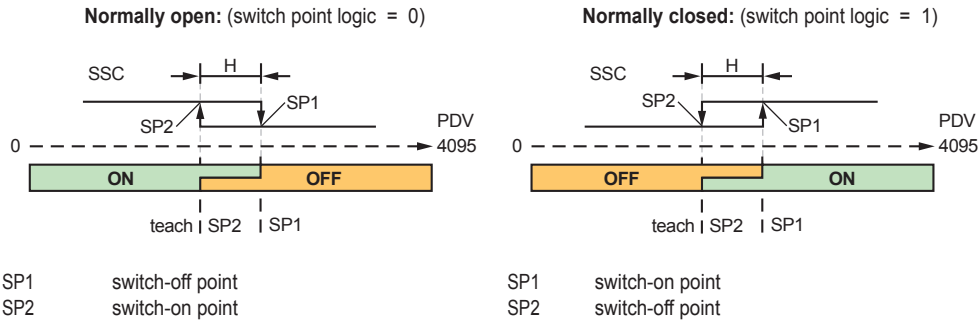 Normally open: (switch point logic = 0)
SSC
H
SP1
SP2
PDV
0
4095
ON
OFF
teach
SP2
SP1
SP1 switch-off point
SP2 switch-on point
Normally closed: (switch point logic = 1)
SSC
H
SP2
SP1
PDV
0
4095
OFF
ON
teach
SP2
SP1
SP1 switch-on point
SP2 switch-off point